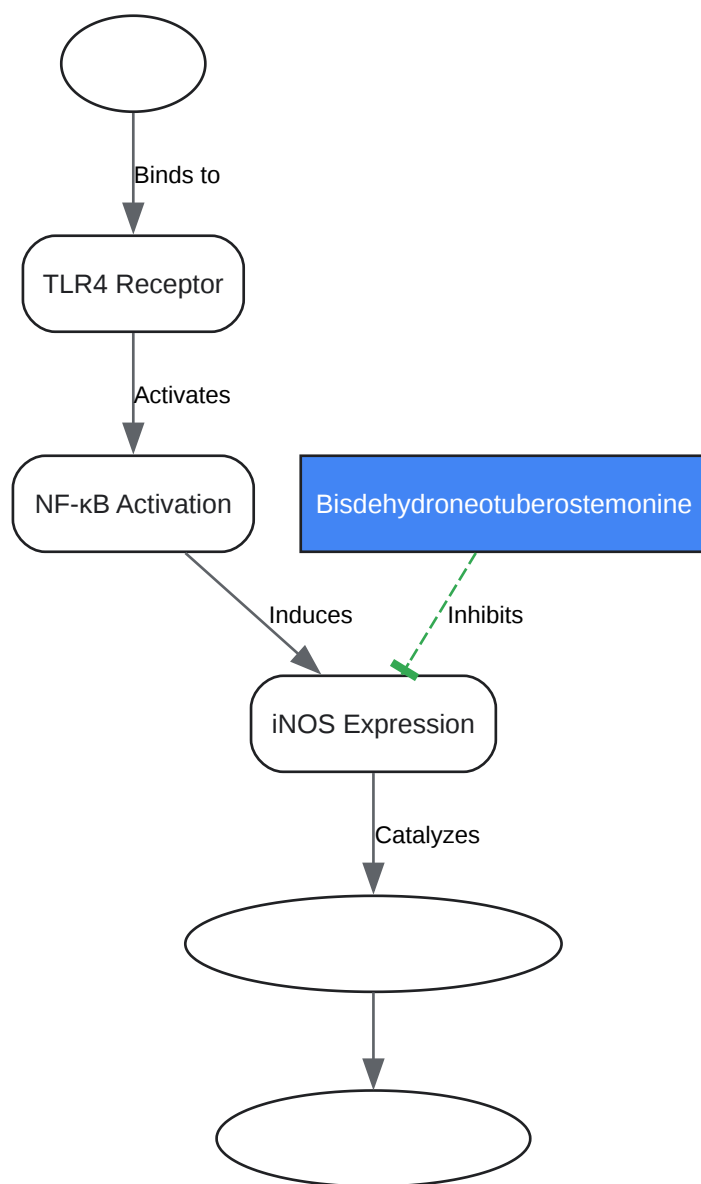 Binds to
TLR4 Receptor
Activates
NF-κB Activation
Bisdehydroneotuberostemonine
Induces
Inhibits
iNOS Expression
Catalyzes